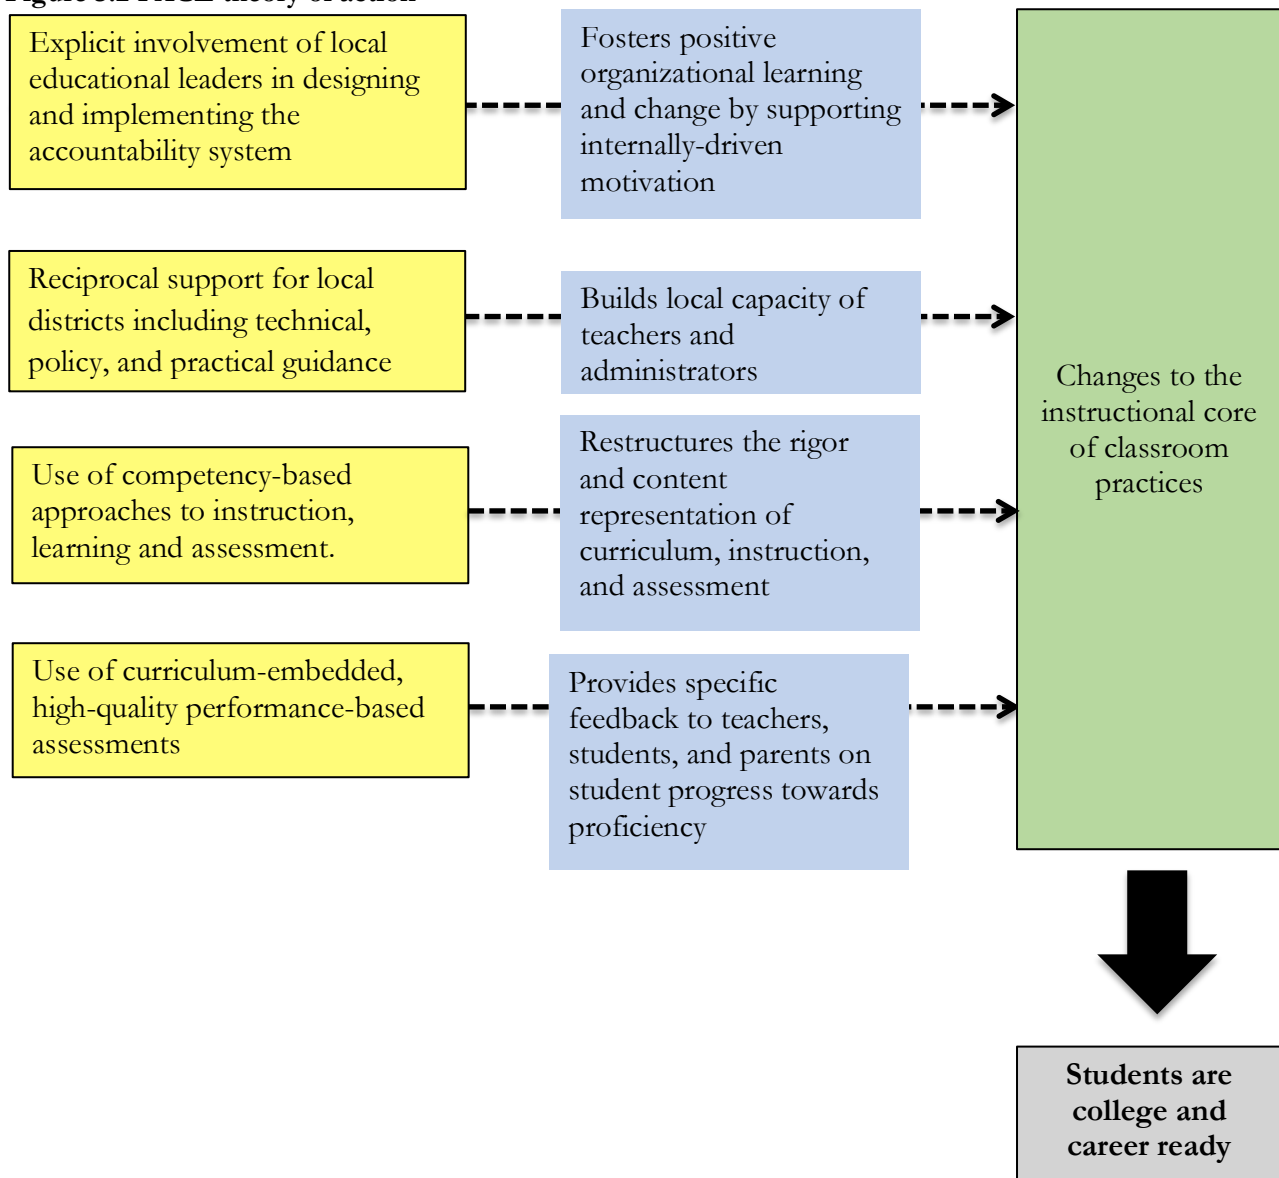 Explicit involvement of local
educational leaders in designing
and implementing the
accountability system
Fosters positive
organizational learning
and change by supporting
internally-driven
motivation
Reciprocal support for local
districts including technical,
policy, and practical guidance
Builds local capacity of
teachers and
administrators
Use of competency-based
approaches to instruction,
learning and assessment.
Restructures the rigor
and content
representation of
curriculum, instruction,
and assessment
Use of curriculum-embedded,
high-quality performance-based
assessments
Provides specific
feedback to teachers,
students, and parents on
student progress towards
proficiency
Changes to the
instructional core
of classroom
practices
Students are
college and
career ready